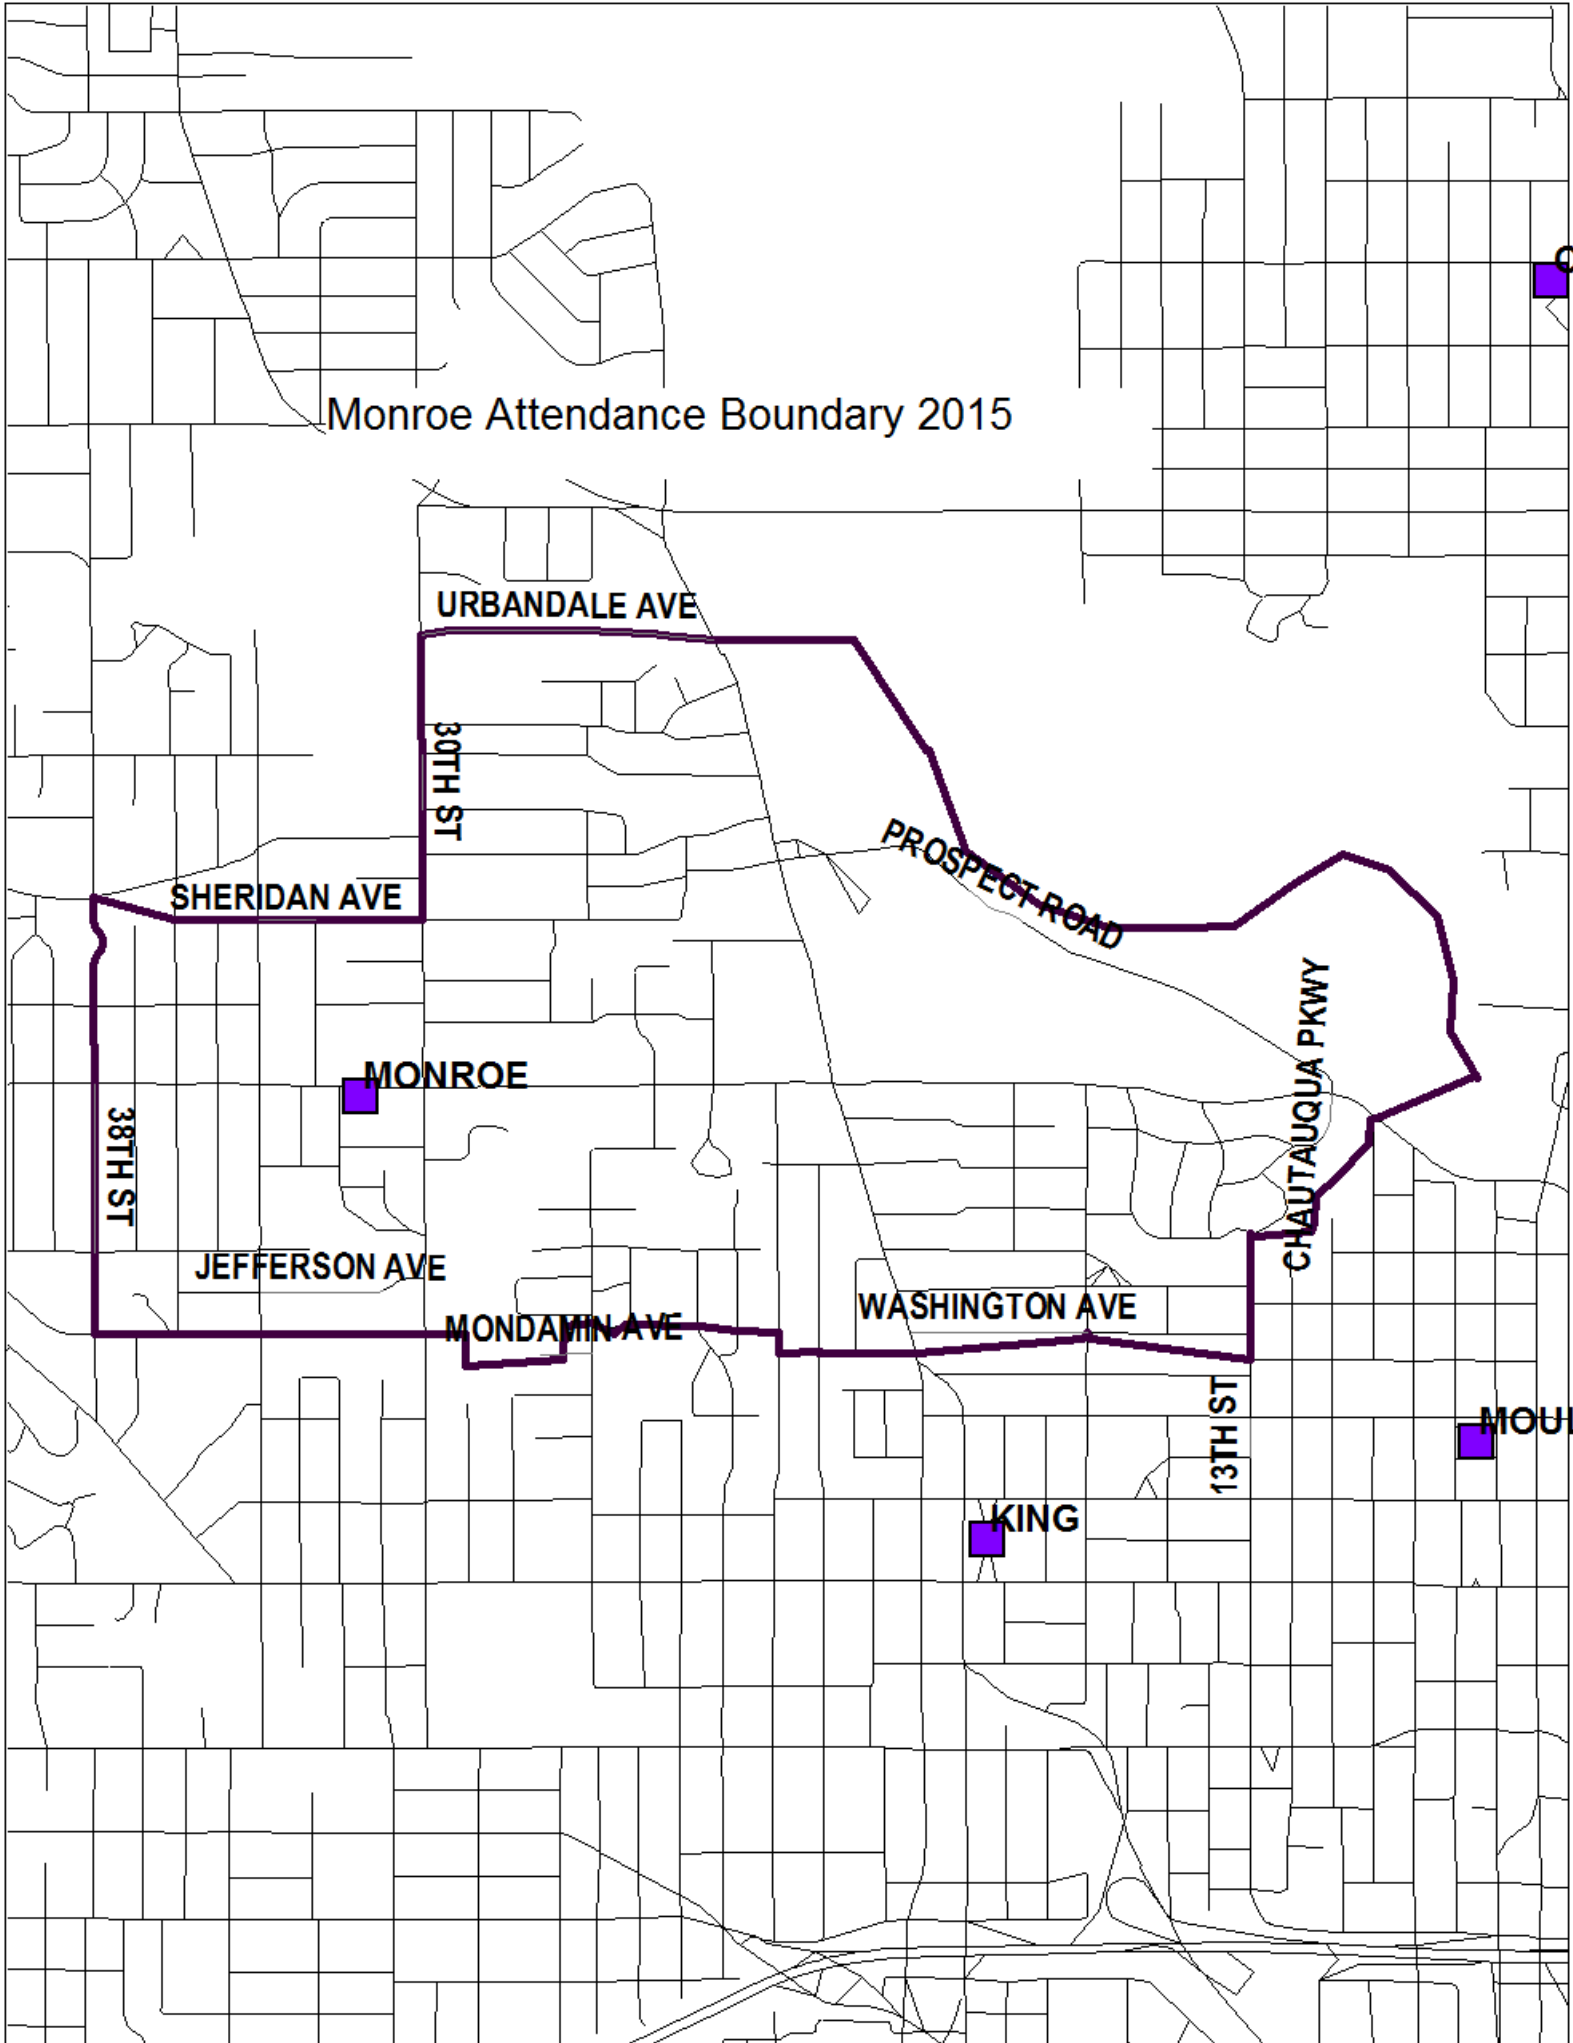 Monroe Attendance Boundary 2015
URBANDALE AVE
30TH ST
PROSPECT ROAD
SHERIDAN AVE
CHAUTAUQUA PKWY
MONROE
38TH ST
JEFFERSON AVE
WASHINGTON AVE
MONDAMIN AVE
13TH ST
MOUL
KING